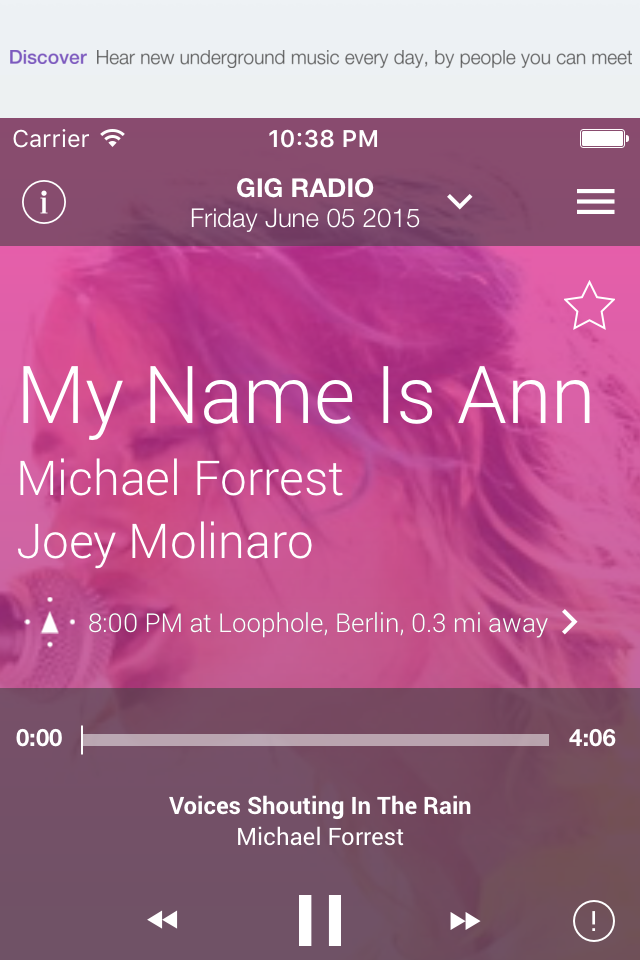 Discover Hear new underground music every day, by people you can meet
Carrier 10:38 PM
GIG RADIO
Friday June 05 2015
My Name Is Ann
Michael Forrest
Joey Molinaro
8:00 PM at Loophole, Berlin, 0.3 mi away
0:00 4:06
Voices Shouting In The Rain
Michael Forrest